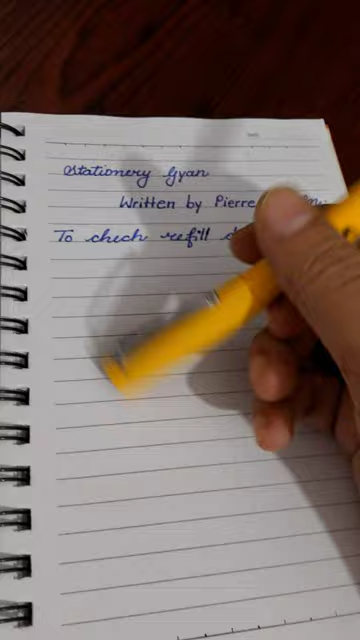 Stationery Gyan
Written by Pierre
To check refill